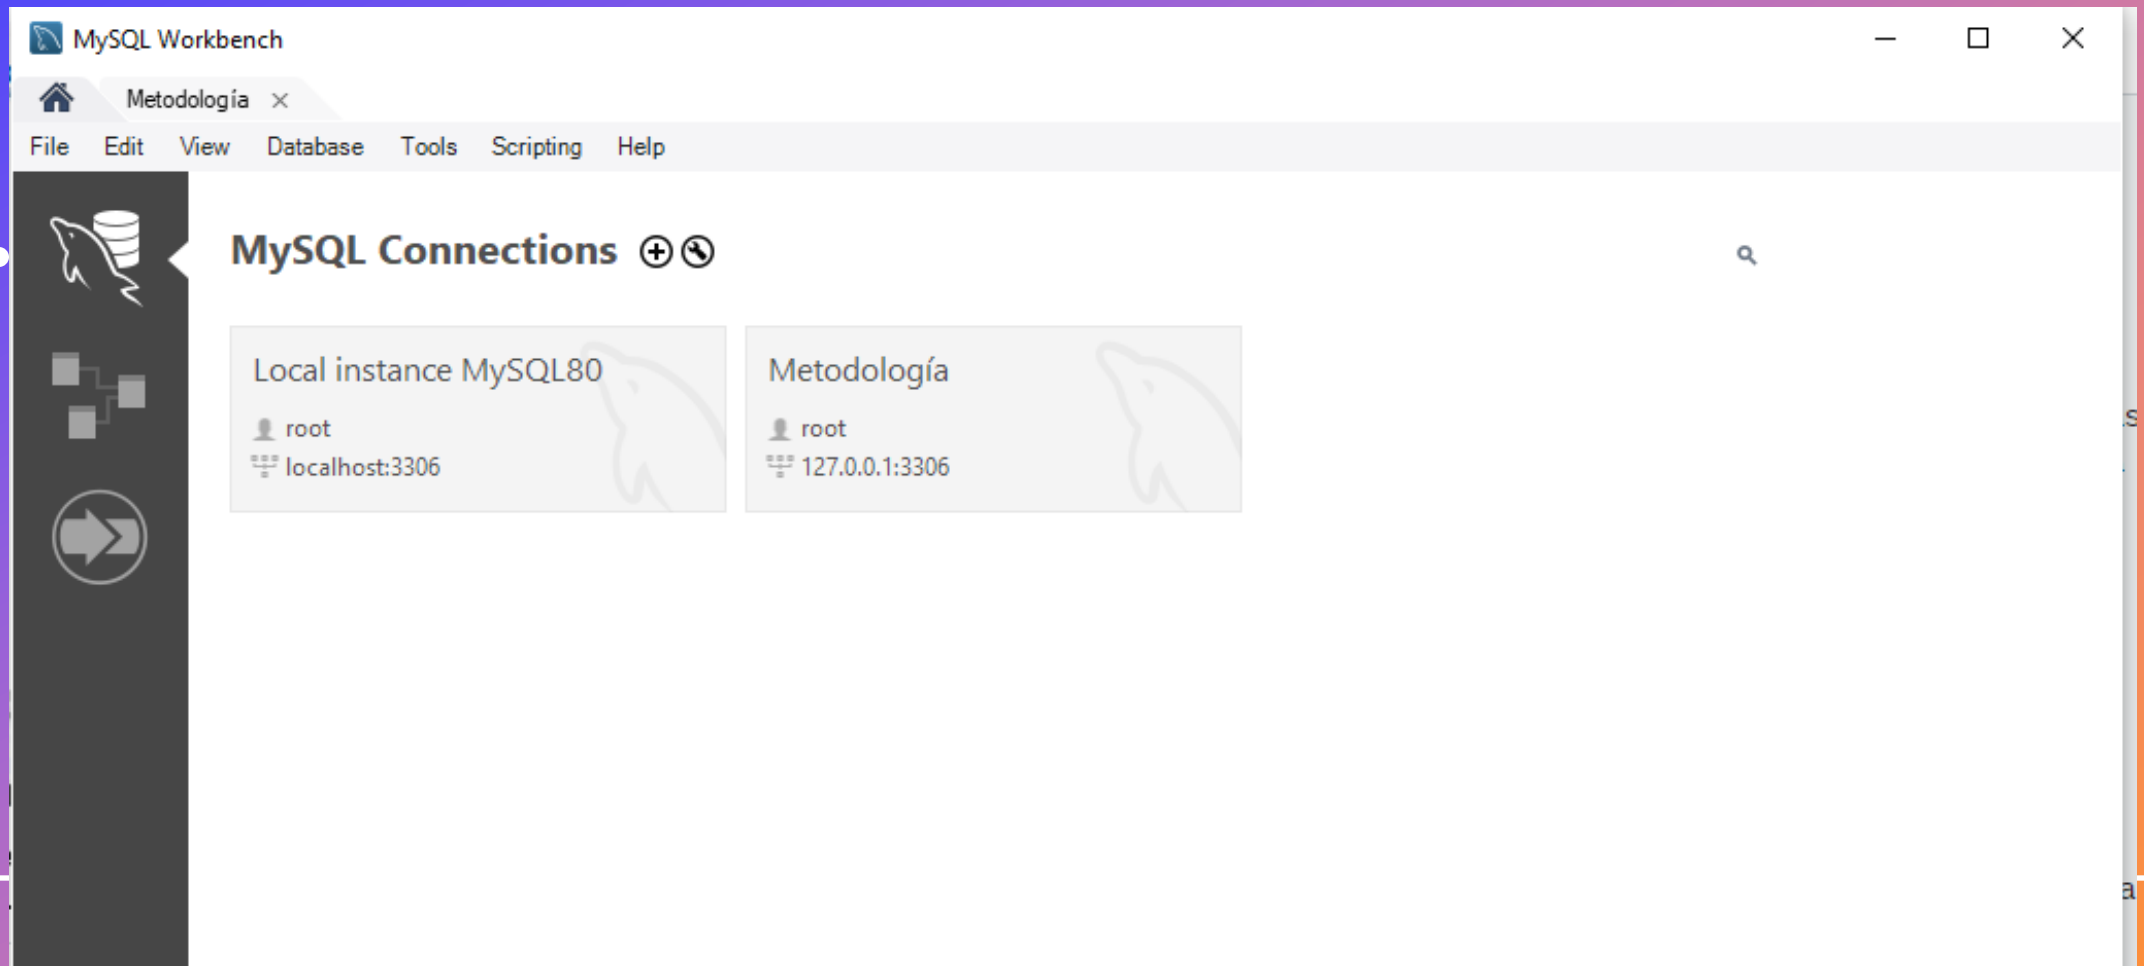 MySQL Workbench
Metodología
File Edit View Database Tools Scripting Help
MySQL Connections
Local instance MySQL80
root
localhost:3306
Metodología
root
127.0.0.1:3306